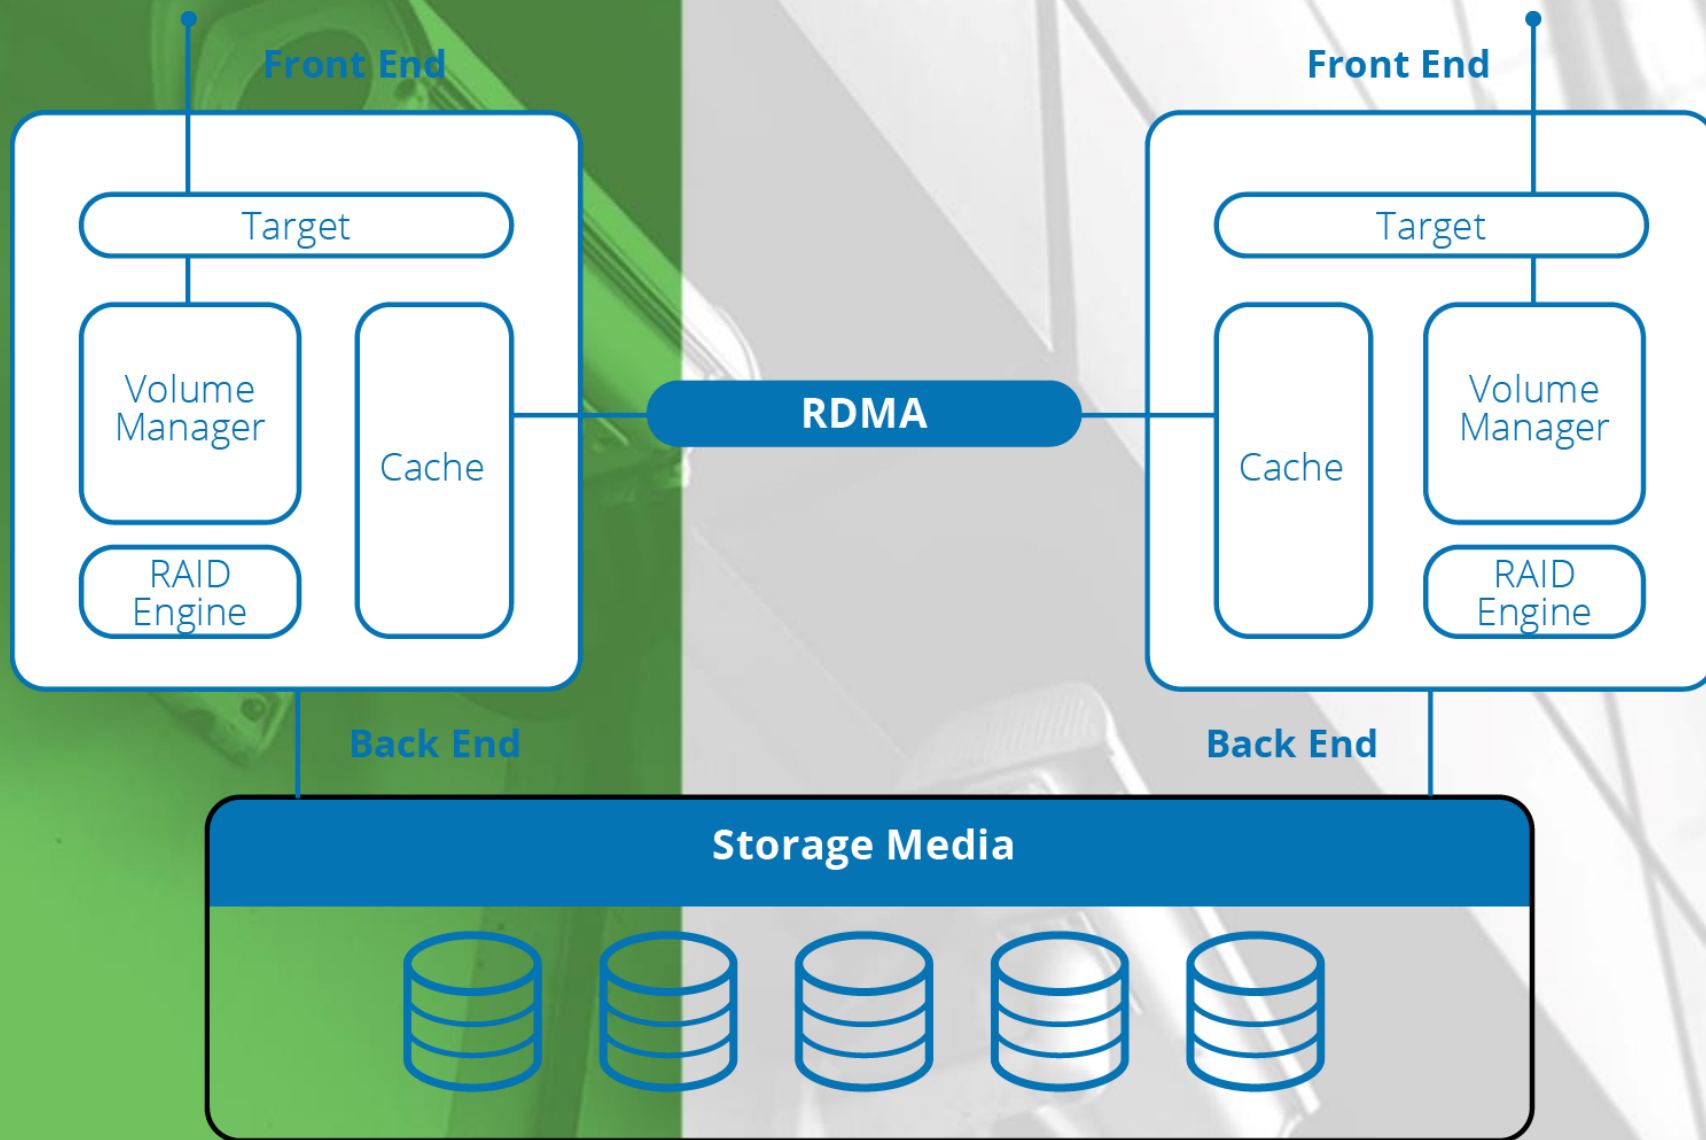 Front End
Front End
Target
Target
Volume
Manager
Cache
RDMA
Cache
Volume
Manager
RAID
Engine
RAID
Engine
Back End
Back End
Storage Media